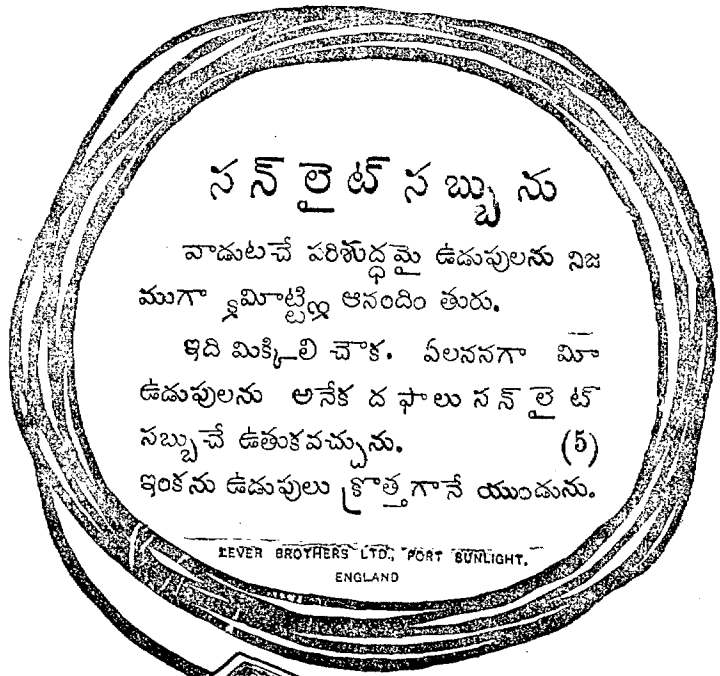 సన్ లైట్ సబ్బును
వాడుటచే పరిశుద్ధమై ఉడుపులను నిజ
ముగా ఆనందిం తురు.
ఇది మిక్కిలి చౌక. ఏలననగా మీ
ఉడుపులను అనేక ద ఫాలు సన్ లైట్
సబ్బుచే ఉతుకవచ్చును. (5)
ఇంకను ఉడుపులు క్రొత్తగానే యుండును.
LEVER BROTHERS LTD., PORT SUNLIGHT,
ENGLAND